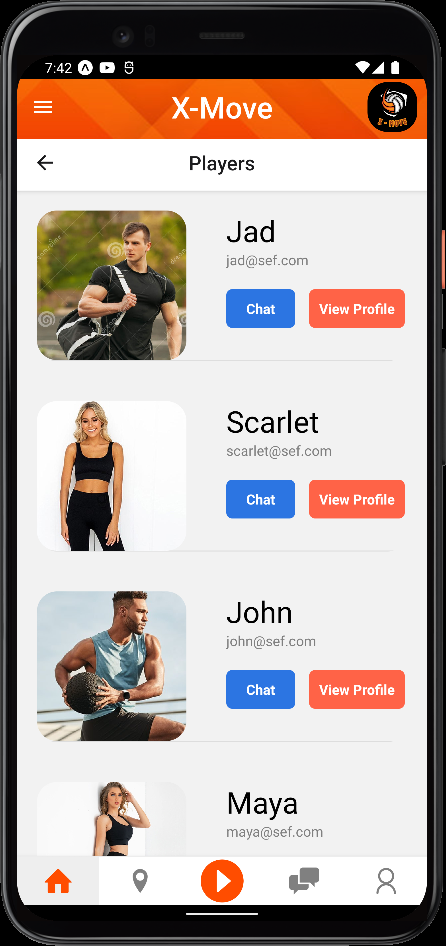 7:42
X-Move
X-Move
Players
Jad
jad@sef.com
Chat
View Profile
Scarlet
scarlet@sef.com
Chat
View Profile
John
john@sef.com
Chat
View Profile
Maya
maya@sef.com